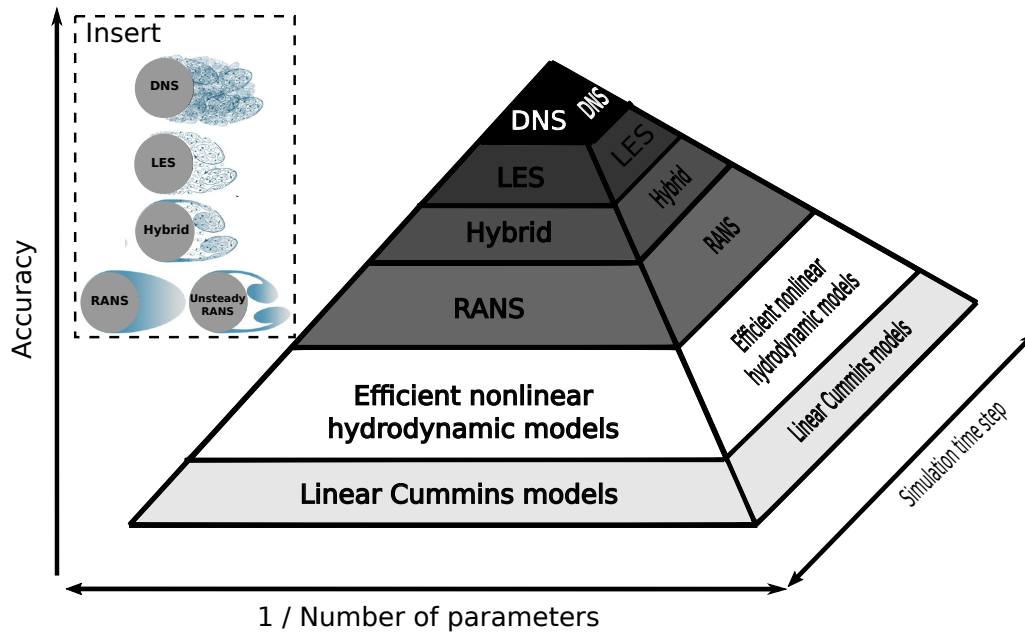 Insert
DNS
LES
Hybrid
RANS
Unsteady
RANS
Accuracy
DNS
DNS
LES
LES
Hybrid
Hybrid
RANS
RANS
Efficient nonlinear
hydrodynamic models
Efficient nonlinear
hydrodynamic models
Linear Cummins models
Linear Cummins models
Simulation time step
1 / Number of parameters